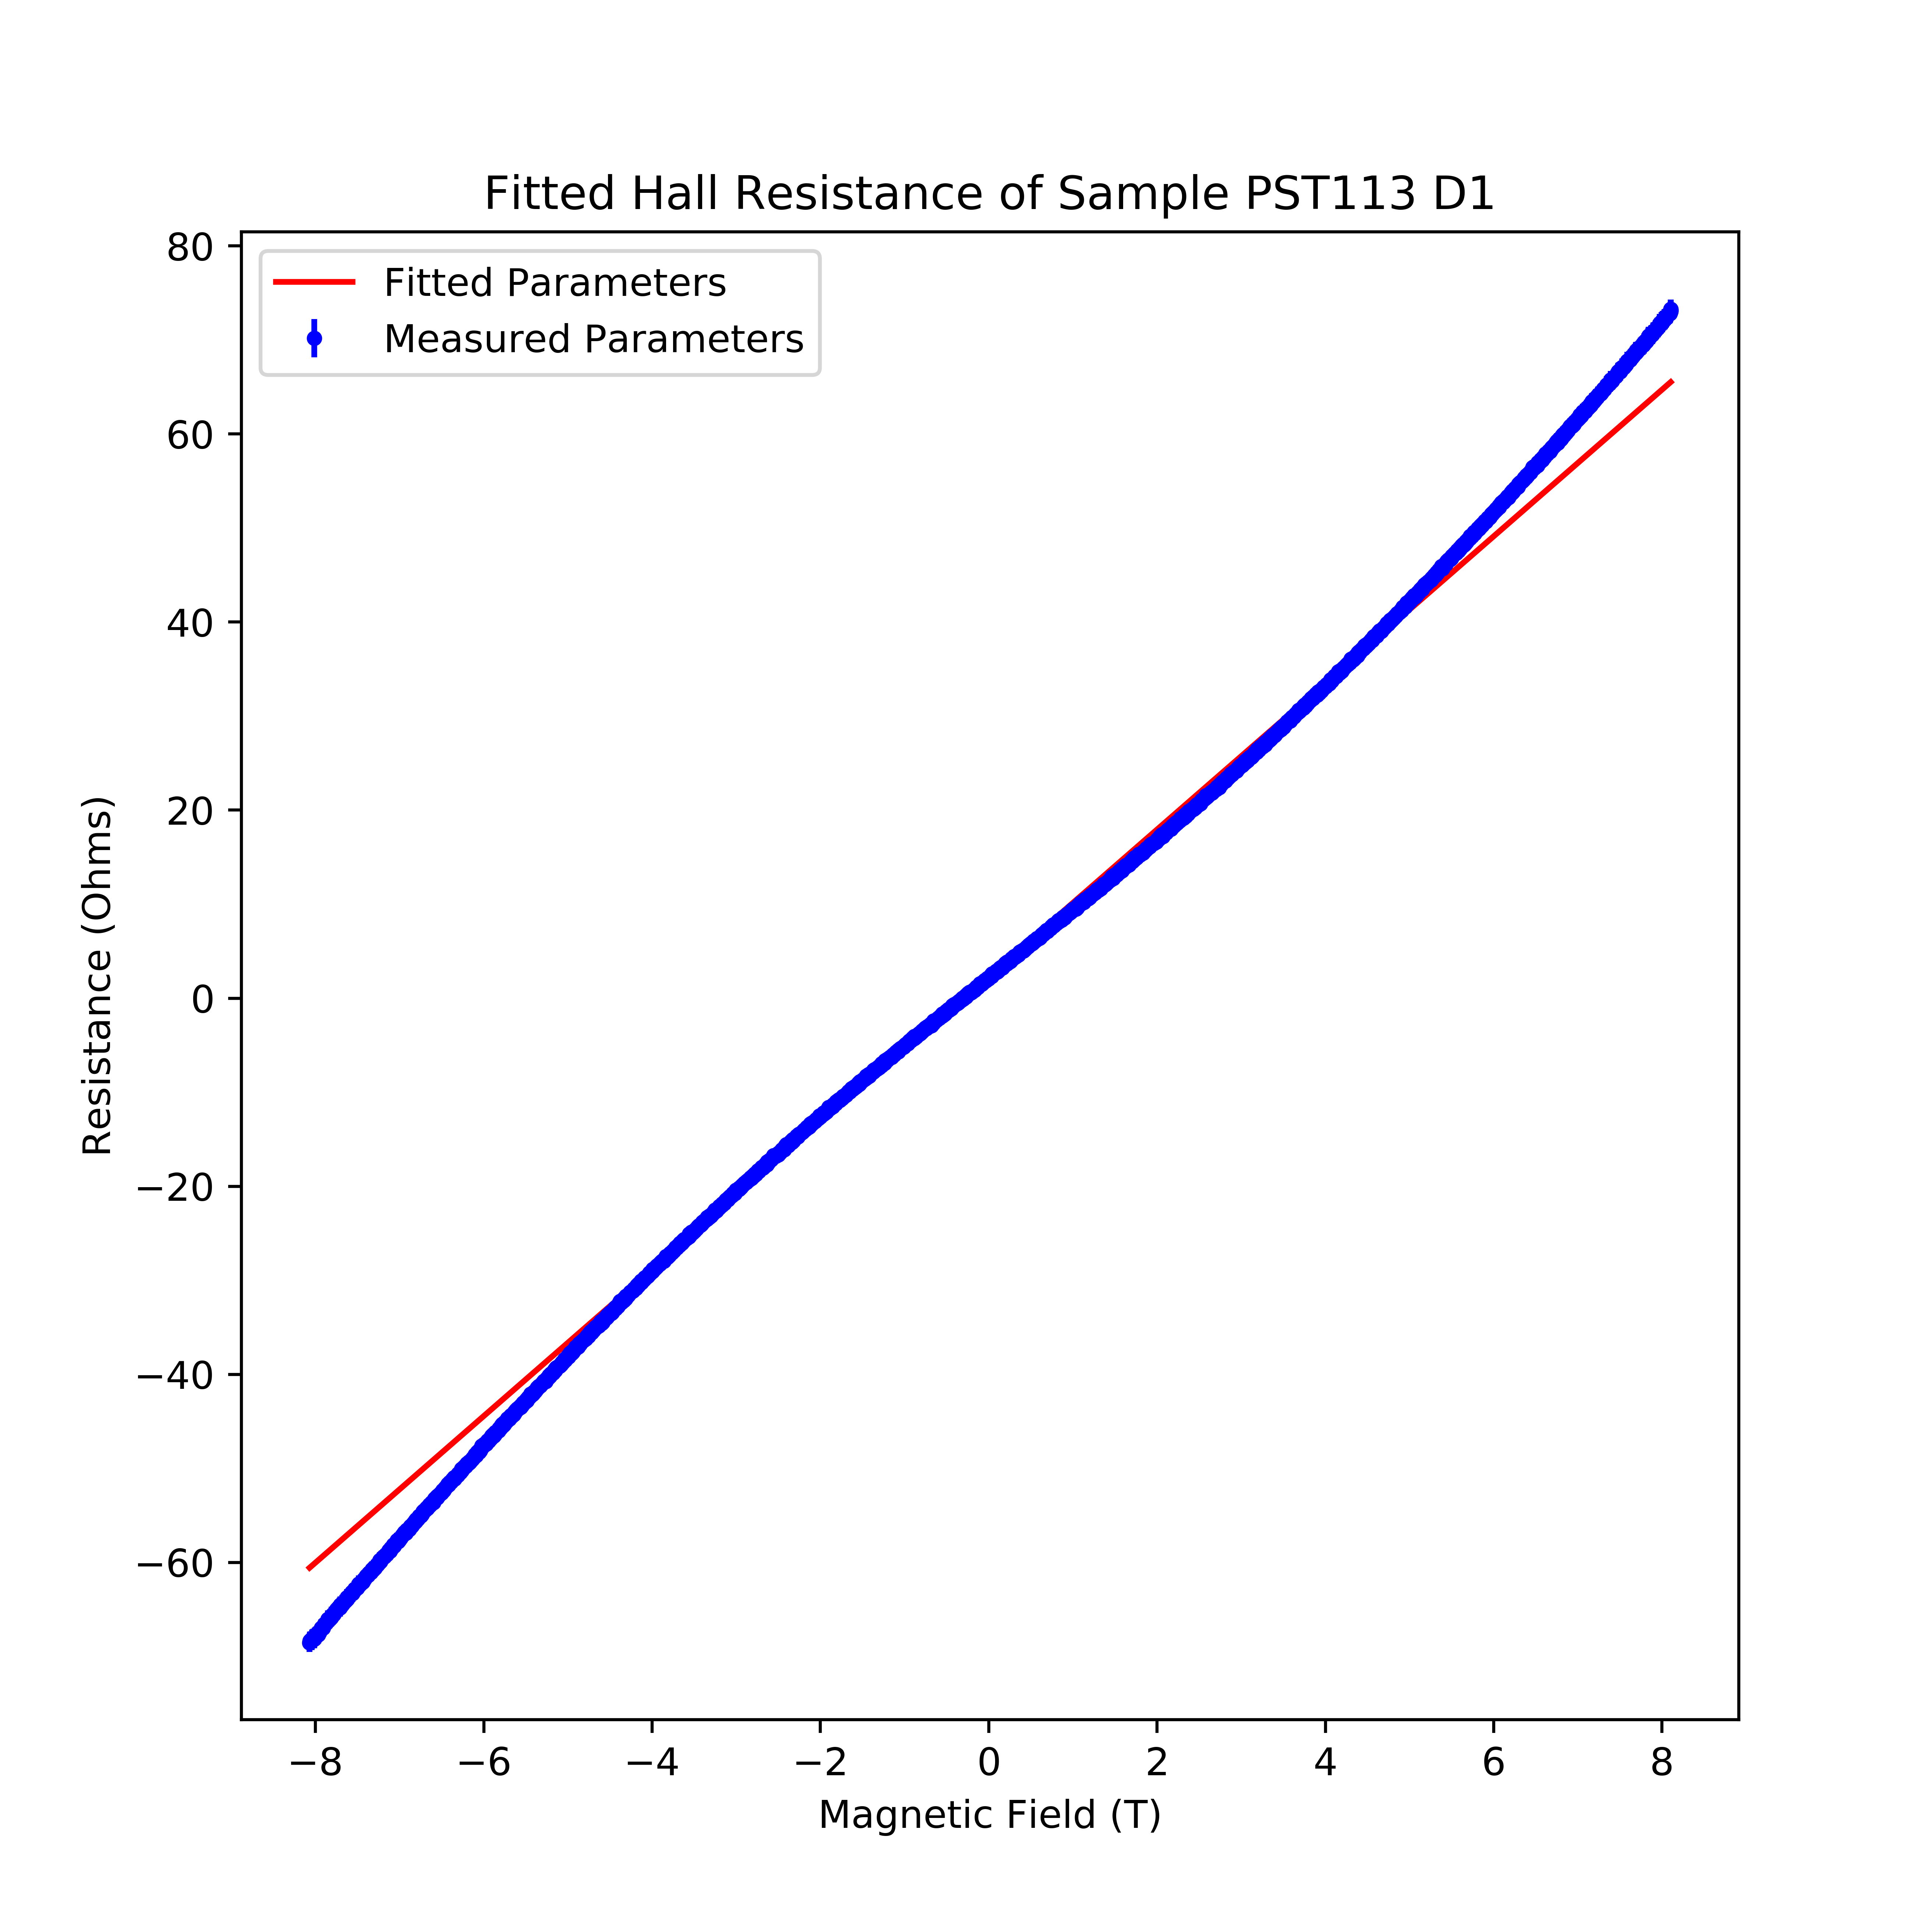 Fitted Hall Resistance of Sample PST113 D1
Fitted Parameters
Measured Parameters
80
60
40
20
0
−20
−40
−60
Resistance (Ohms)
−8 −6 −4 −2 0 2 4 6 8
Magnetic Field (T)